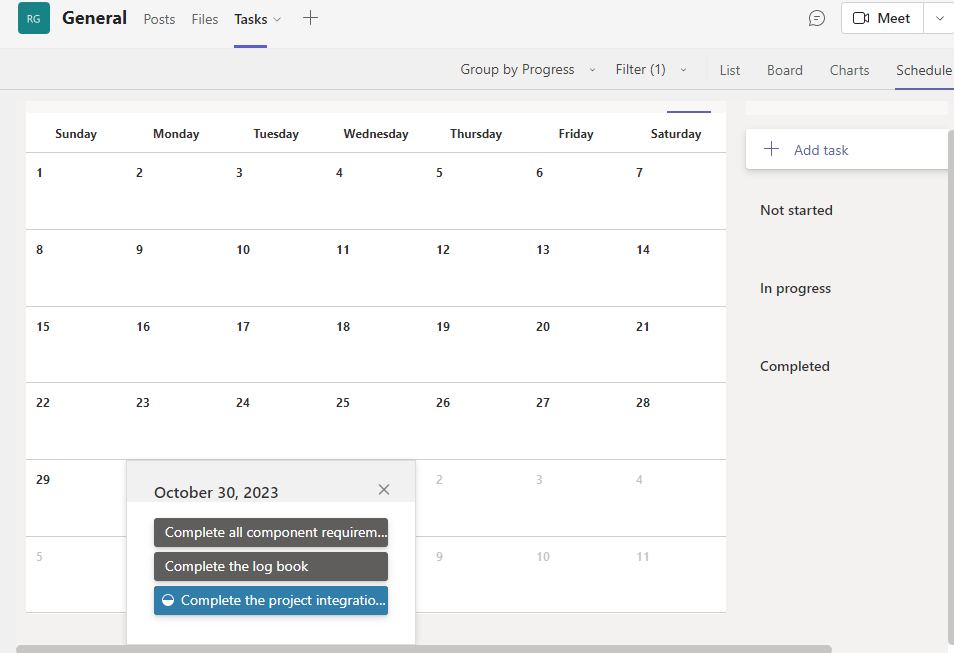 RG General Posts Files Tasks Meet
Group by Progress Filter (1) List Board Charts Schedule
Sunday Monday Tuesday Wednesday Thursday Friday Saturday
Add task
1 2 3 4 5 6 7
Not started
8 9 10 11 12 13 14
In progress
15 16 17 18 19 20 21
Completed
22 23 24 25 26 27 28
29 2 3 4
October 30, 2023
Complete all component requirem...
5 9 10 11
Complete the log book
Complete the project integratio...